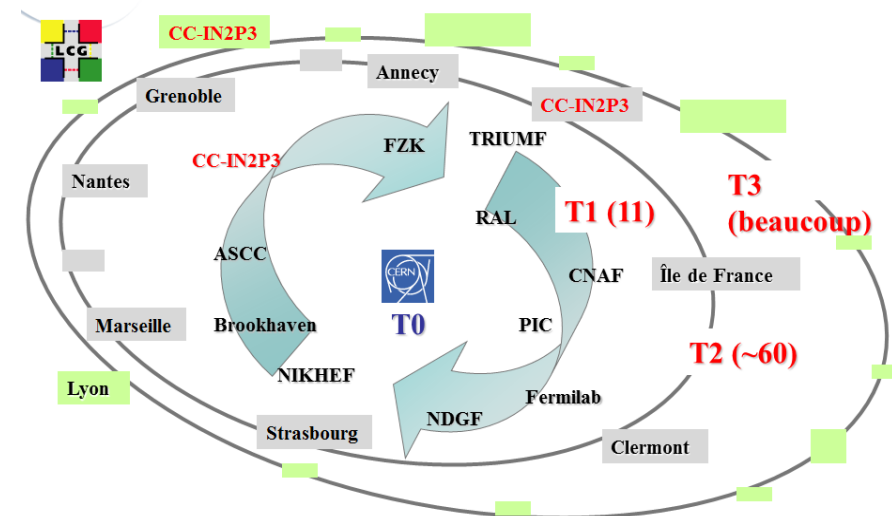 CC-IN2P3
LCG
Annecy
Grenoble
CC-IN2P3
FZK
TRIUMF
CC-IN2P3
Nantes
T3
(beaucoup)
T1 (11)
RAL
ASCC
CERN
CNAF
Île de France
Marseille
Brookhaven
T0
PIC
T2 (~60)
NIKHEF
Lyon
Fermilab
NDGF
Strasbourg
Clermont